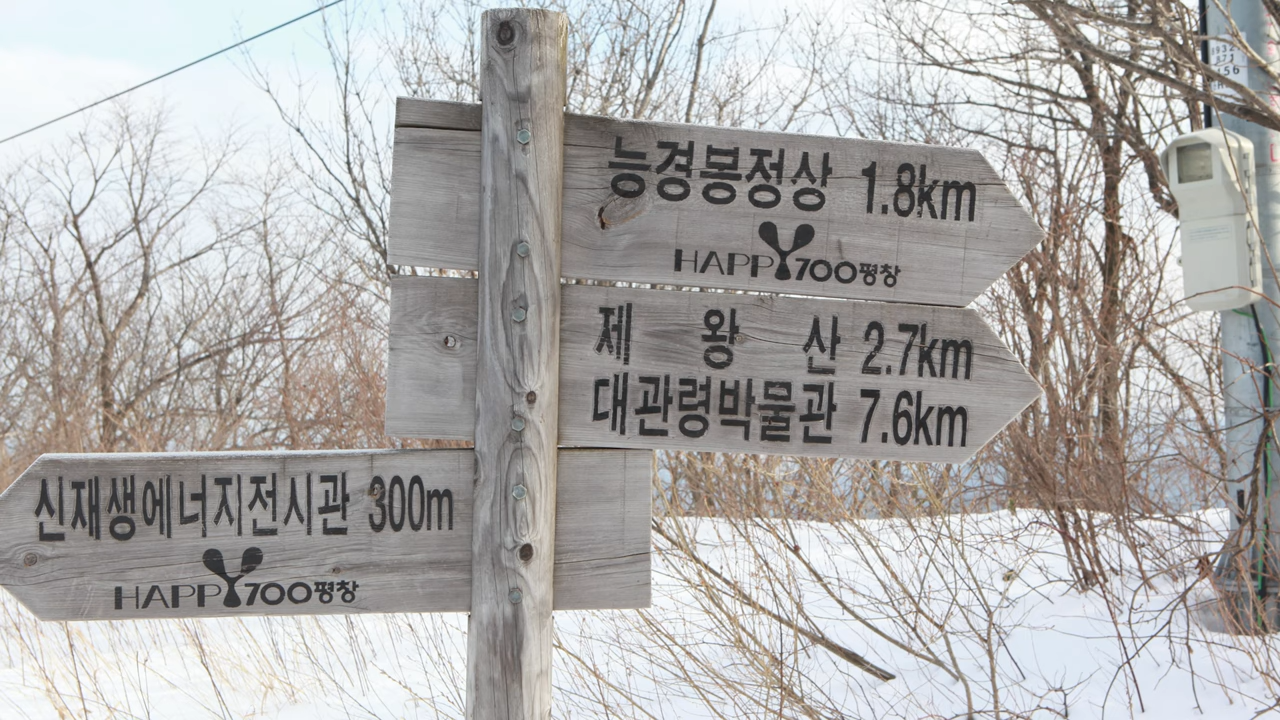 능경봉정상 1.8km
HAPPY700평창
제 왕 산 2.7km
대관령박물관 7.6km
신재생에너지전시관 300m
HAPPY700평창